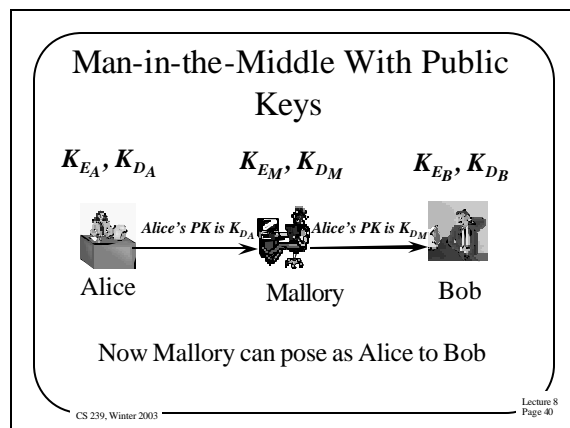 Man-in-the-Middle With Public
Keys
K_{E_A}, K_{D_A} K_{E_M}, K_{D_M} K_{E_B}, K_{D_B}
Alice's PK is K_{D_A} Alice's PK is K_{D_M}
Alice Mallory Bob
Now Mallory can pose as Alice to Bob
CS 239, Winter 2003
Lecture 8
Page 40